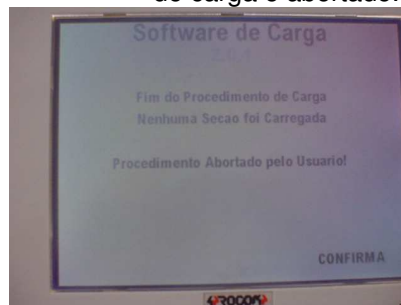 de carga é abortado.
Software de Carga
Fim do Procedimento de Carga
Nenhuma Secao foi Carregada
Procedimento Abortado pelo Usuario!
CONFIRMA